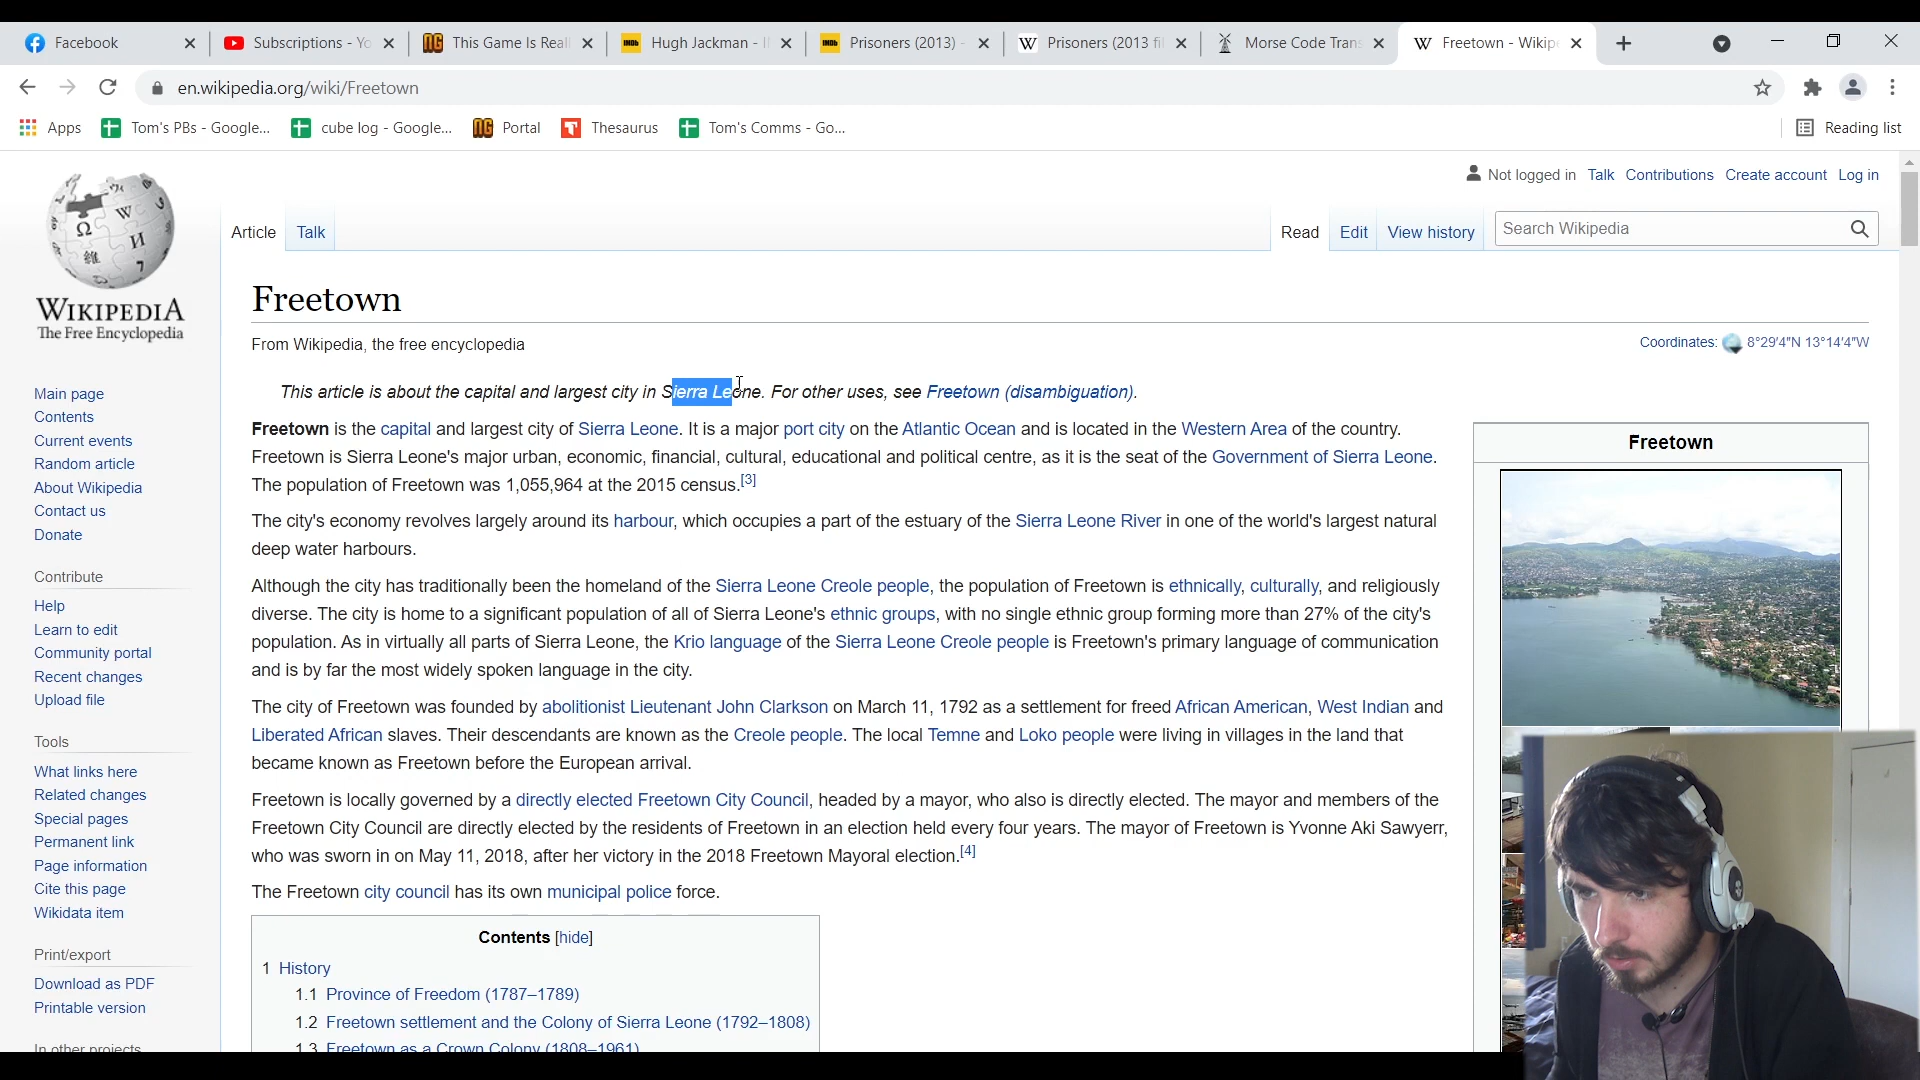 Facebook
Subscriptions - Yo
This Game Is Real
Hugh Jackman - I
Prisoners (2013) -
Prisoners (2013 fi
Morse Code Trans
Freetown - Wikipe
en.wikipedia.org/wiki/Freetown
Apps
Tom's PBs - Google...
cube log - Google...
Portal
Thesaurus
Tom's Comms - Go...
Reading list
Not logged in Talk Contributions Create account Log in
Article Talk
Read Edit View history
Search Wikipedia
WIKIPEDIA
The Free Encyclopedia
Freetown
From Wikipedia, the free encyclopedia
Coordinates: 8°29′4″N 13°14′4″W
This article is about the capital and largest city in Sierra Leone. For other uses, see Freetown (disambiguation).
Freetown is the capital and largest city of Sierra Leone. It is a major port city on the Atlantic Ocean and is located in the Western Area of the country.
Freetown is Sierra Leone's major urban, economic, financial, cultural, educational and political centre, as it is the seat of the Government of Sierra Leone.
The population of Freetown was 1,055,964 at the 2015 census.[3]
The city's economy revolves largely around its harbour, which occupies a part of the estuary of the Sierra Leone River in one of the world's largest natural
deep water harbours.
Although the city has traditionally been the homeland of the Sierra Leone Creole people, the population of Freetown is ethnically, culturally, and religiously
diverse. The city is home to a significant population of all of Sierra Leone's ethnic groups, with no single ethnic group forming more than 27% of the city's
population. As in virtually all parts of Sierra Leone, the Krio language of the Sierra Leone Creole people is Freetown's primary language of communication
and is by far the most widely spoken language in the city.
The city of Freetown was founded by abolitionist Lieutenant John Clarkson on March 11, 1792 as a settlement for freed African American, West Indian and
Liberated African slaves. Their descendants are known as the Creole people. The local Temne and Loko people were living in villages in the land that
became known as Freetown before the European arrival.
Freetown is locally governed by a directly elected Freetown City Council, headed by a mayor, who also is directly elected. The mayor and members of the
Freetown City Council are directly elected by the residents of Freetown in an election held every four years. The mayor of Freetown is Yvonne Aki Sawyerr,
who was sworn in on May 11, 2018, after her victory in the 2018 Freetown Mayoral election.[4]
The Freetown city council has its own municipal police force.
Contents [hide]
1 History
1.1 Province of Freedom (1787–1789)
1.2 Freetown settlement and the Colony of Sierra Leone (1792–1808)
1.3 Freetown as a Crown Colony (1808–1961)
Freetown
Main page
Contents
Current events
Random article
About Wikipedia
Contact us
Donate
Contribute
Help
Learn to edit
Community portal
Recent changes
Upload file
Tools
What links here
Related changes
Special pages
Permanent link
Page information
Cite this page
Wikidata item
Print/export
Download as PDF
Printable version
In other projects